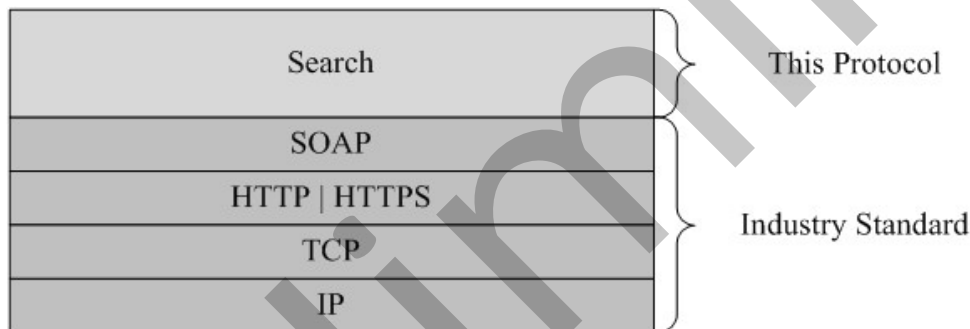 Search
This Protocol
SOAP
HTTP | HTTPS
Industry Standard
TCP
IP